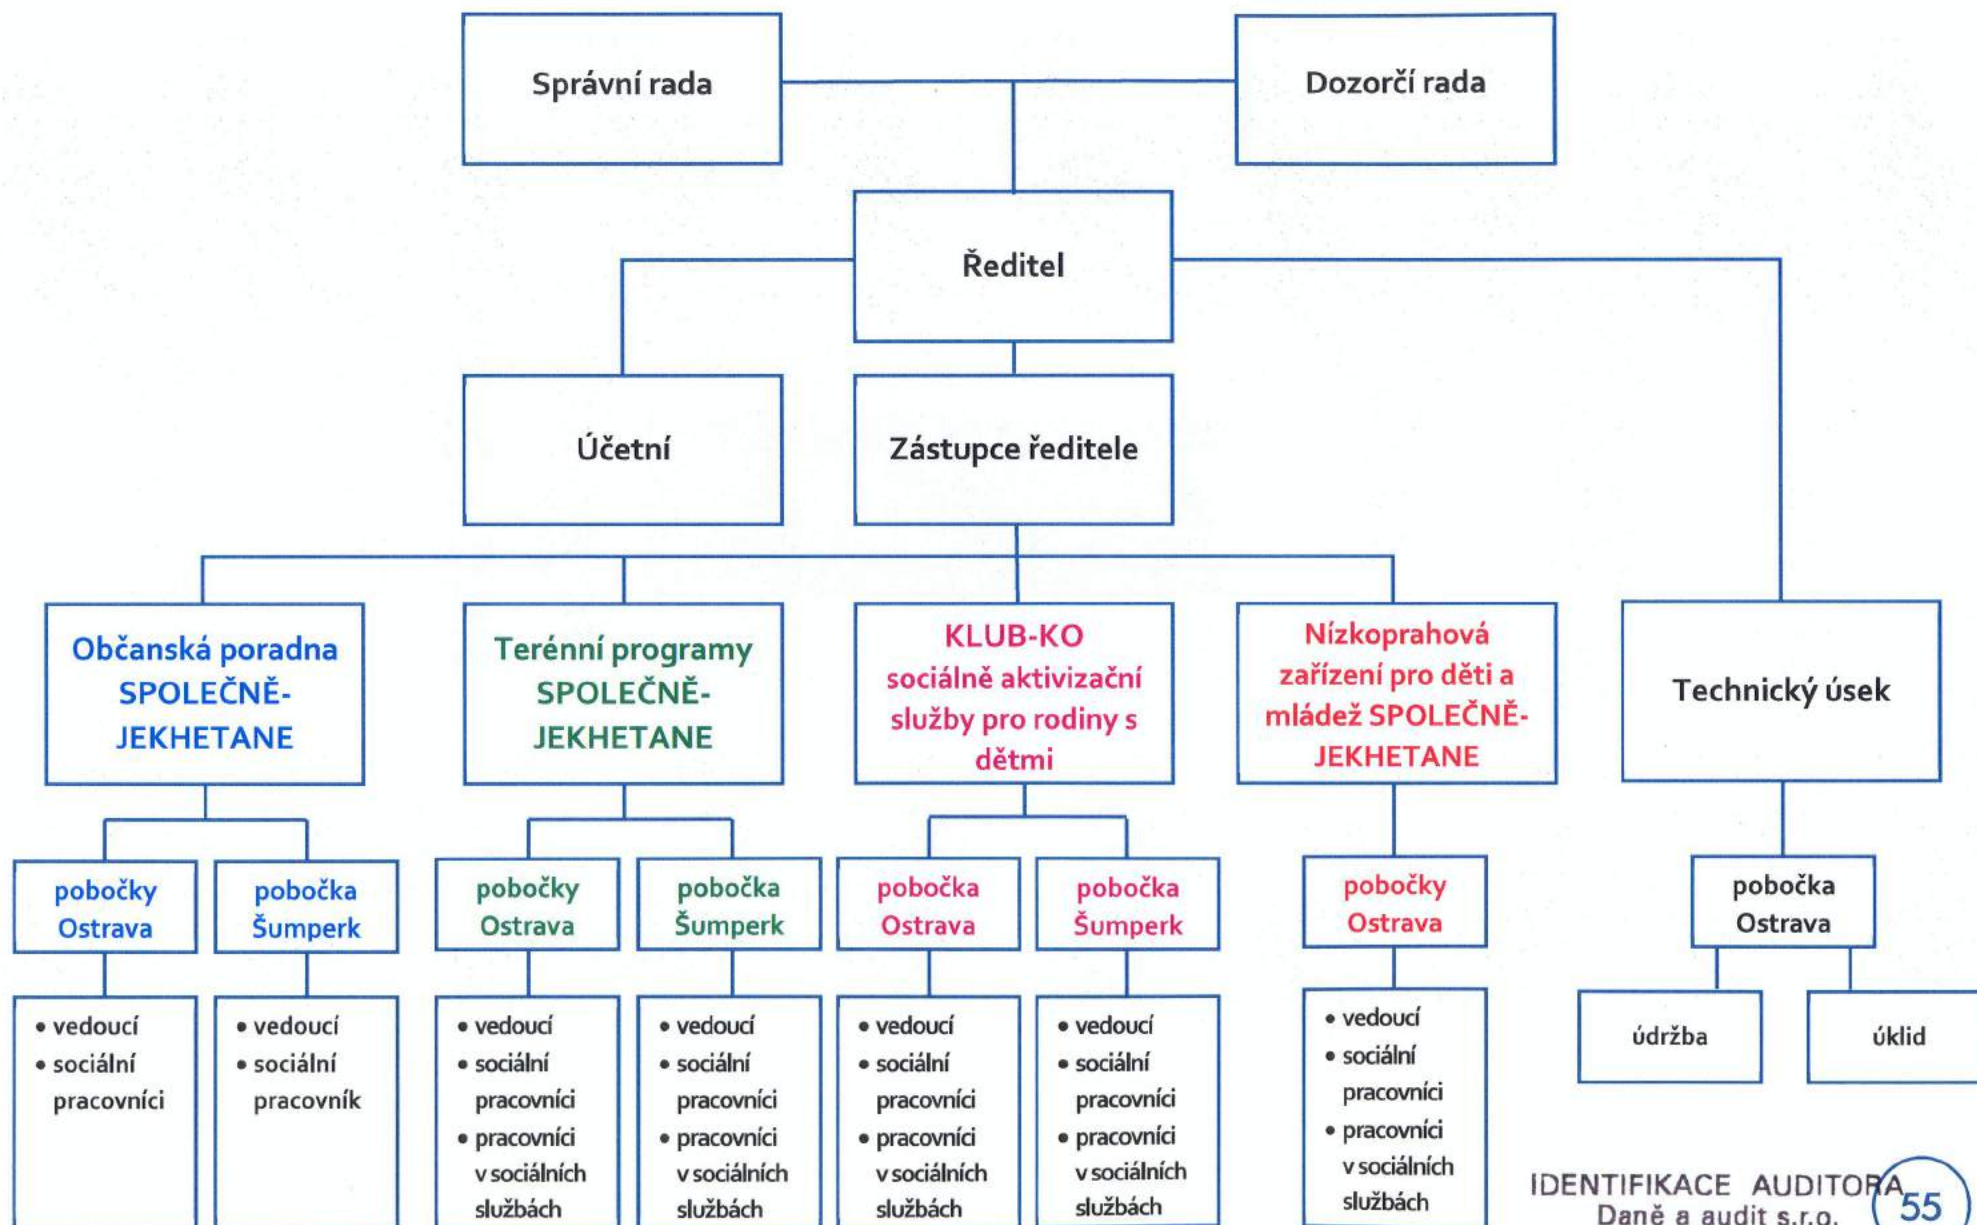 Správní rada
Dozorčí rada
Ředitel
Účetní
Zástupce ředitele
Občanská poradna
SPOLEČNĚ-
JEKHETANE
Terénní programy
SPOLEČNĚ-
JEKHETANE
KLUB-KO
sociálně aktivizační
služby pro rodiny s
dětmi
Nízkoprahová
zařízení pro děti a
mládež SPOLEČNĚ-
JEKHETANE
Technický úsek
pobočky
Ostrava
pobočka
Šumperk
pobočky
Ostrava
pobočka
Šumperk
pobočka
Ostrava
pobočka
Šumperk
pobočky
Ostrava
pobočka
Ostrava
• vedoucí
• sociální
pracovníci
• vedoucí
• sociální
pracovník
• vedoucí
• sociální
pracovníci
• pracovníci
v sociálních
službách
• vedoucí
• sociální
pracovníci
• pracovníci
v sociálních
službách
• vedoucí
• sociální
pracovníci
• pracovníci
v sociálních
službách
• vedoucí
• sociální
pracovníci
• pracovníci
v sociálních
službách
• vedoucí
• sociální
pracovníci
• pracovníci
v sociálních
službách
údržba
úklid
IDENTIFIKACE AUDITORA
Daně a audit s.r.o.
55